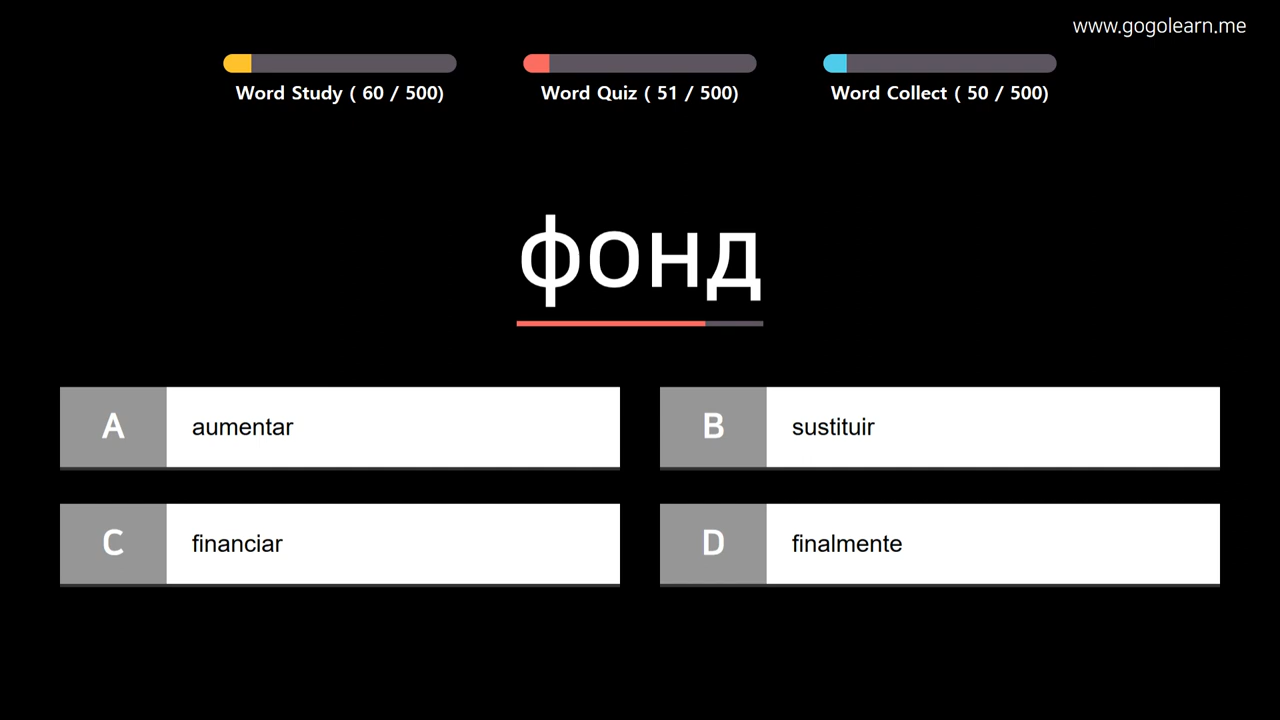 www.gogolearn.me
Word Study ( 60 / 500)
Word Quiz ( 51 / 500)
Word Collect ( 50 / 500)
фонд
A aumentar
B sustituir
C financiar
D finalmente